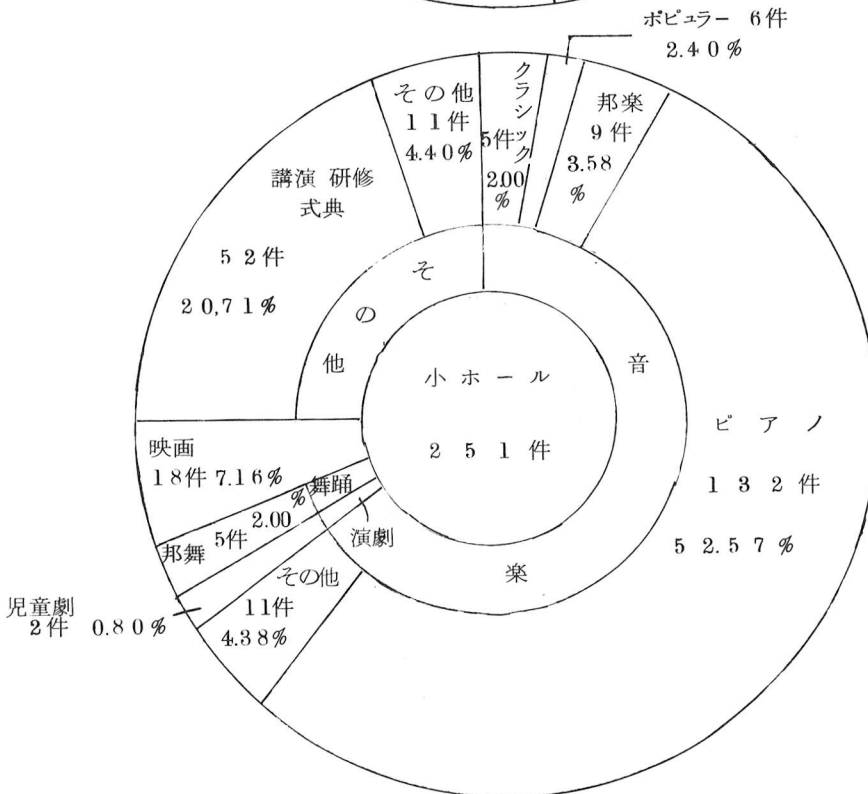 ポピュラー 6件
2.40%
クラシック
5件
2.00
%
邦楽
9件
3.58
%
その他
11件
4.40%
講演 研修
式典
52件
20,71%
その他
音楽
小ホール
251件
ピアノ
132件
52.57%
映画
18件 7.16%
舞踊
邦舞 5件 2.00
%
演劇
児童劇
2件 0.80%
その他
11件
4.38%